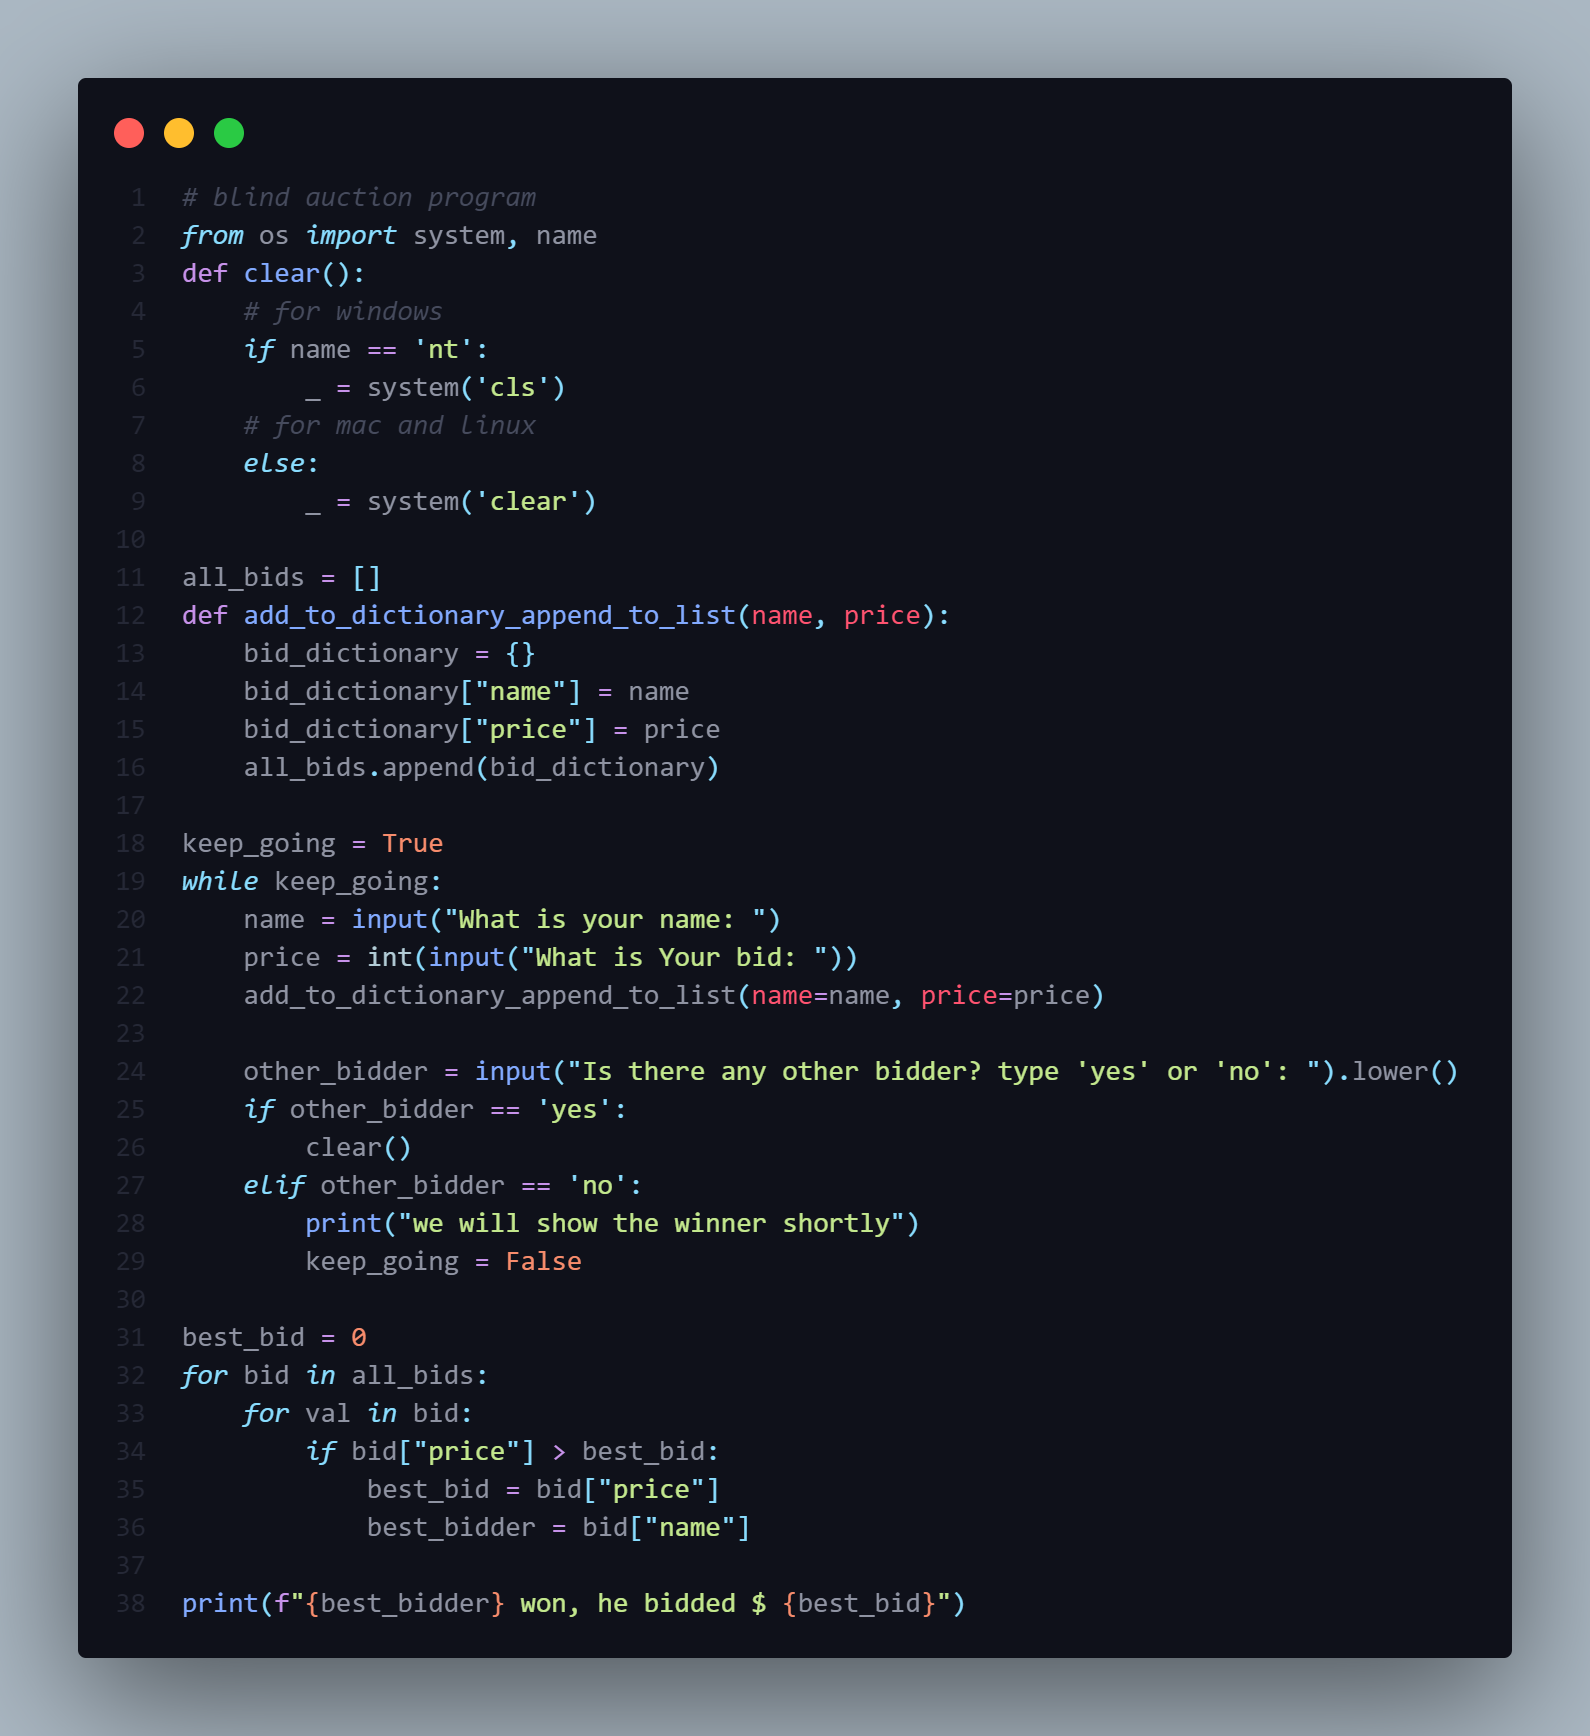 1 # blind auction program
2 from os import system, name
3 def clear():
4     # for windows
5     if name == 'nt':
6         _ = system('cls')
7     # for mac and linux
8     else:
9         _ = system('clear')
10
11 all_bids = []
12 def add_to_dictionary_append_to_list(name, price):
13     bid_dictionary = {}
14     bid_dictionary["name"] = name
15     bid_dictionary["price"] = price
16     all_bids.append(bid_dictionary)
17
18 keep_going = True
19 while keep_going:
20     name = input("What is your name: ")
21     price = int(input("What is Your bid: "))
22     add_to_dictionary_append_to_list(name=name, price=price)
23
24     other_bidder = input("Is there any other bidder? type 'yes' or 'no': ").lower()
25     if other_bidder == 'yes':
26         clear()
27     elif other_bidder == 'no':
28         print("we will show the winner shortly")
29         keep_going = False
30
31 best_bid = 0
32 for bid in all_bids:
33     for val in bid:
34         if bid["price"] > best_bid:
35             best_bid = bid["price"]
36             best_bidder = bid["name"]
37
38 print(f"{best_bidder} won, he bidded $ {best_bid}")